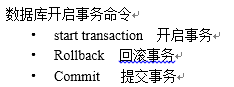 数据库开启事务命令
• start transaction 开启事务
• Rollback 回滚事务
• Commit 提交事务